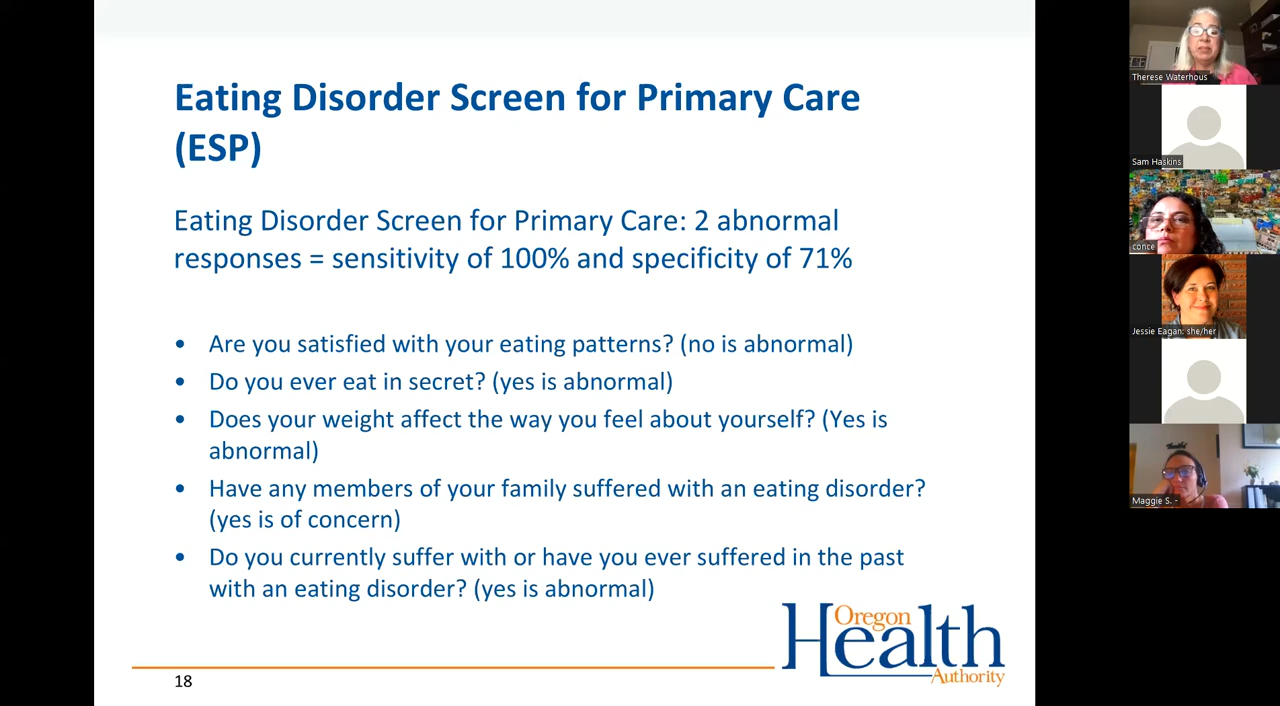 Eating Disorder Screen for Primary Care
(ESP)
Eating Disorder Screen for Primary Care: 2 abnormal
responses = sensitivity of 100% and specificity of 71%
• Are you satisfied with your eating patterns? (no is abnormal)
• Do you ever eat in secret? (yes is abnormal)
• Does your weight affect the way you feel about yourself? (Yes is
abnormal)
• Have any members of your family suffered with an eating disorder?
(yes is of concern)
• Do you currently suffer with or have you ever suffered in the past
with an eating disorder? (yes is abnormal)
Oregon
Health
Authority
18
Therese Waterhous
Sam Haskins
conce
Jessie Eagan: she/her
Maggie S. -